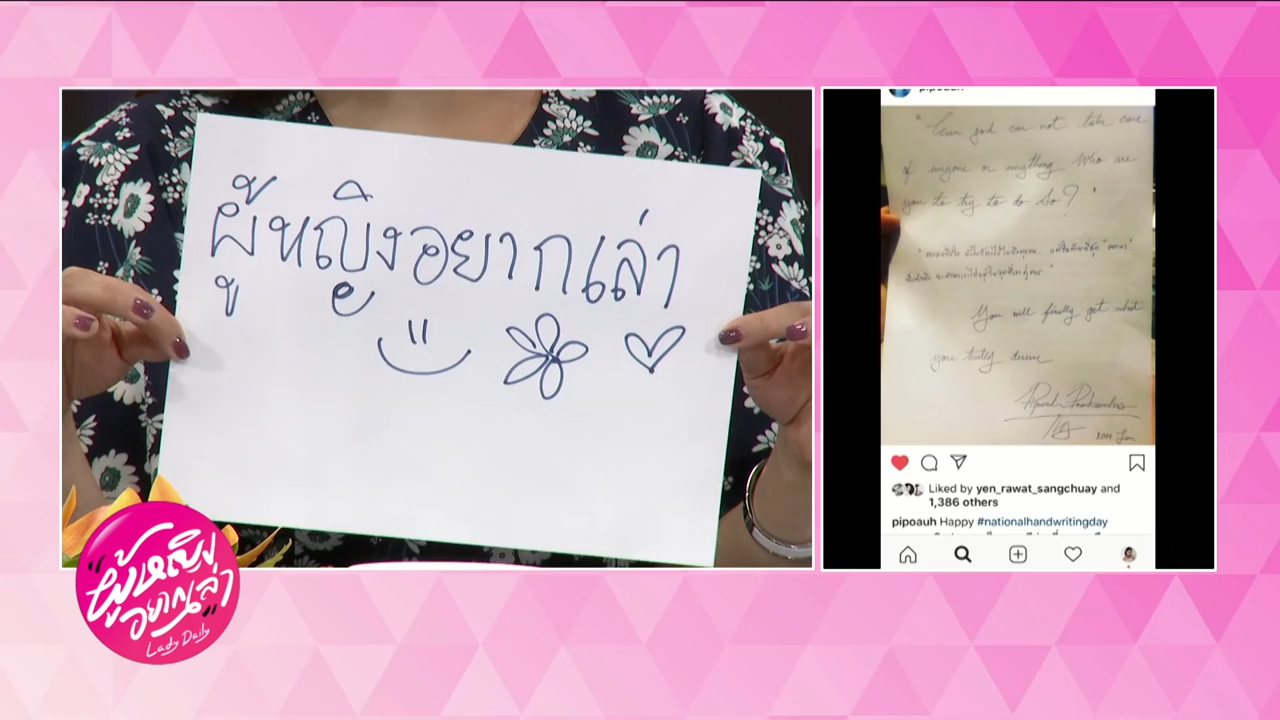 ผู้หญิงอยากเล่า
"ผู้หญิง
อยากเล่า"
Lady Daily
pipoauh
"Even god can not take care
of anyone or anything. Who are
you to try to do so?"
You will finally get what
you truly deserve
2019 Jan
Liked by yen_rawat_sangchuay and
1,386 others
pipoauh Happy #nationalhandwritingday